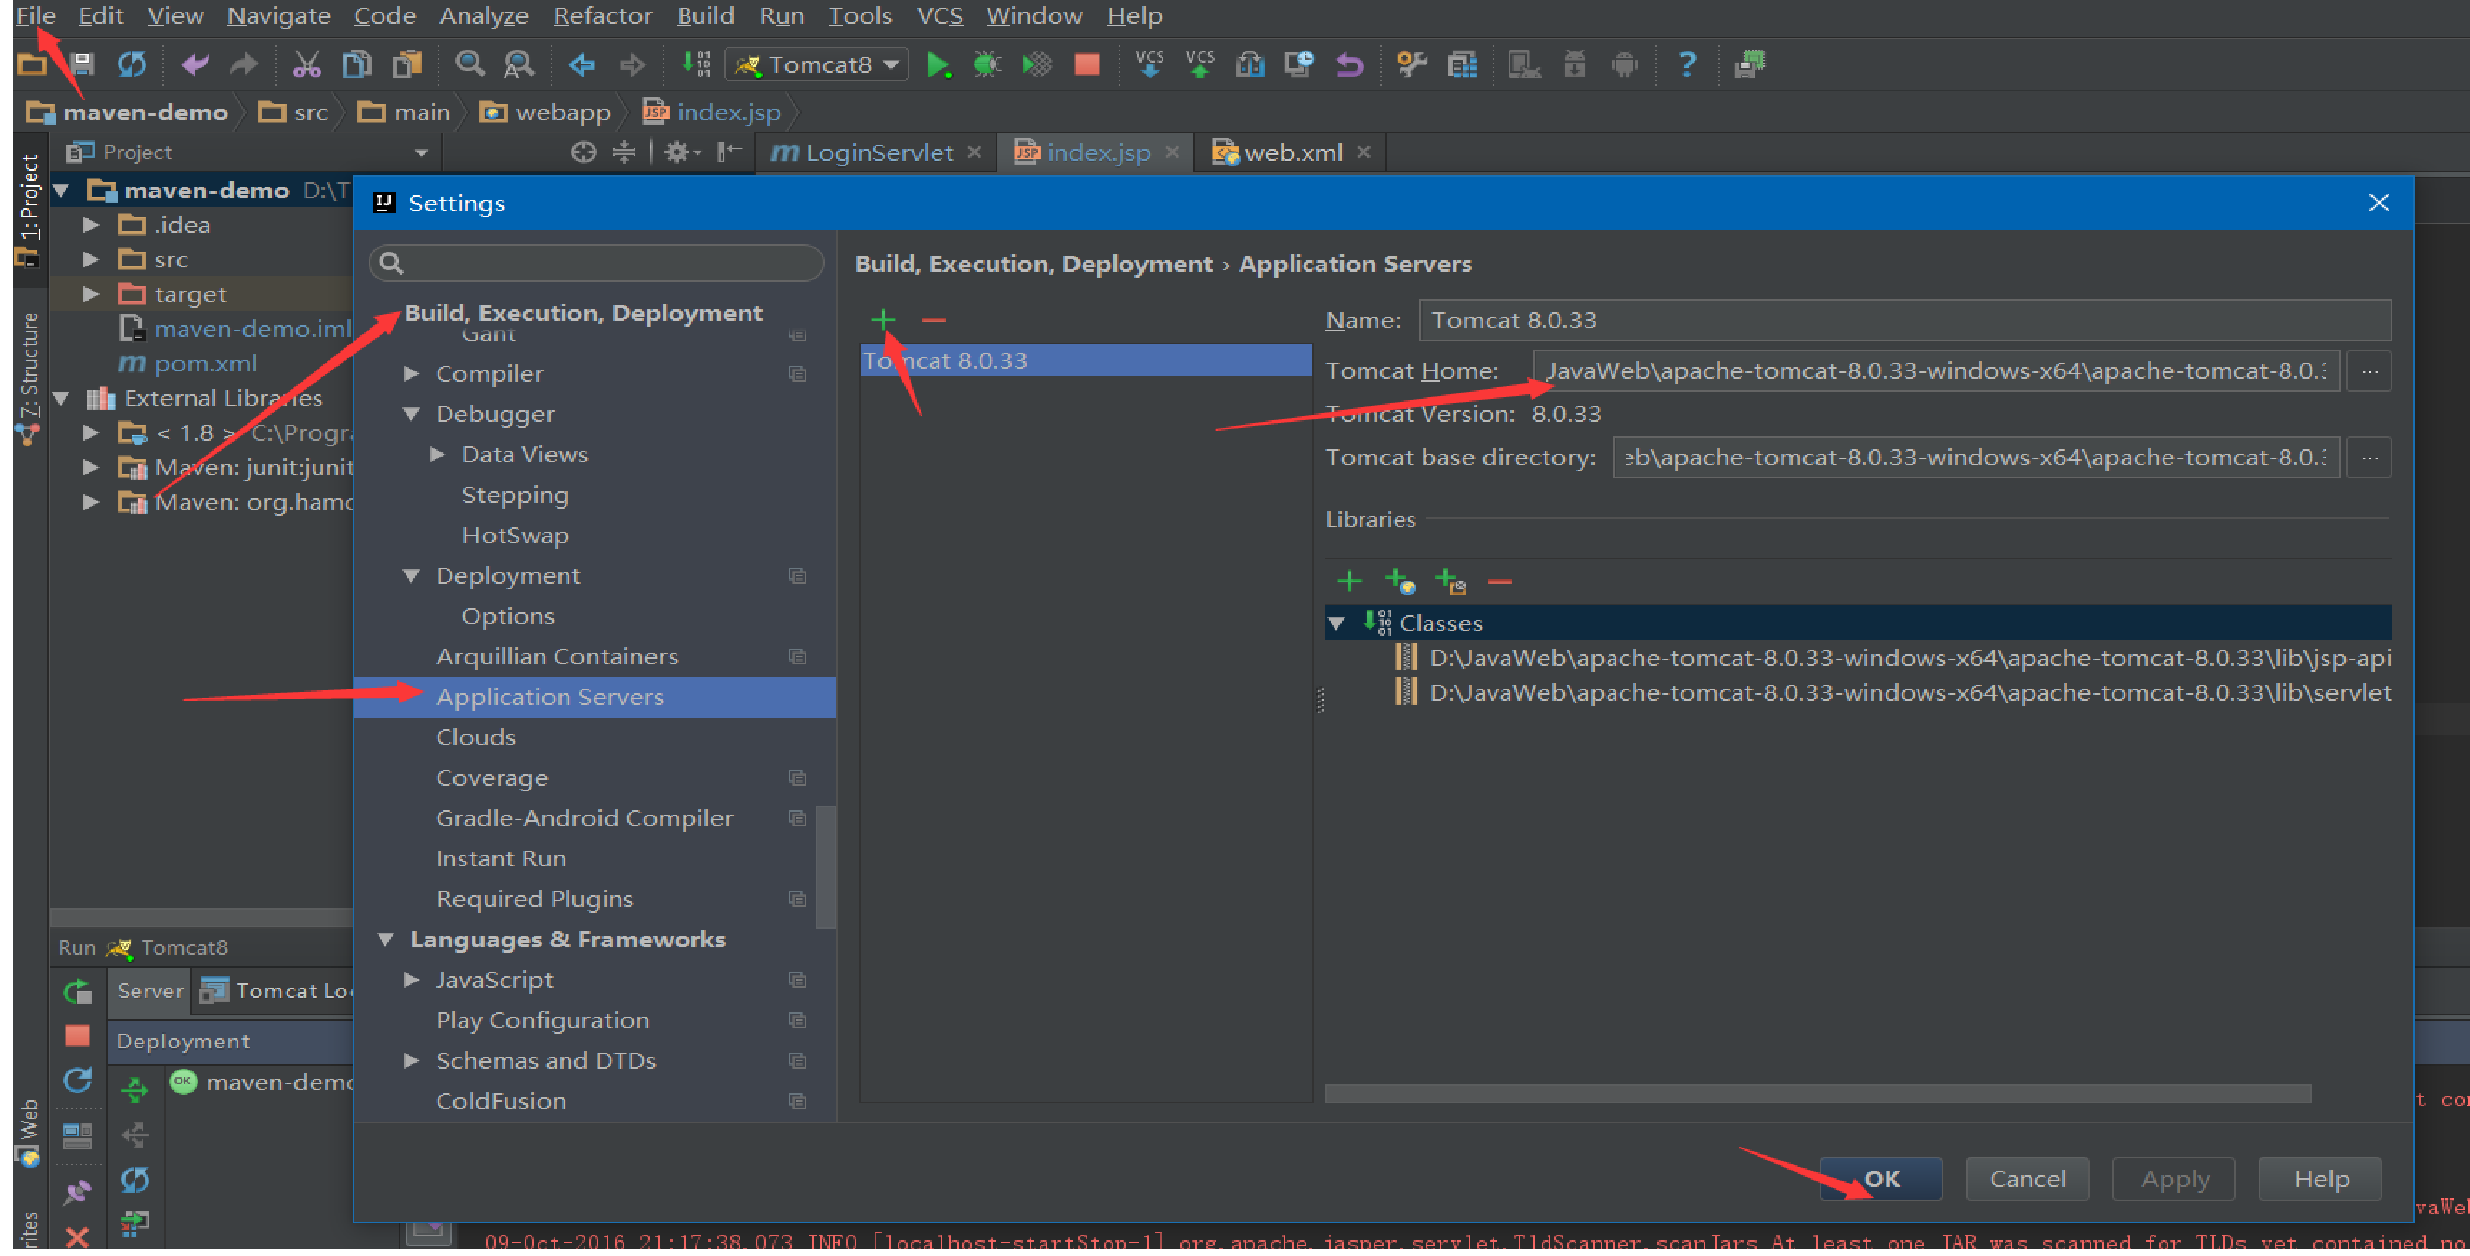 File Edit View Navigate Code Analyze Refactor Build Run Tools VCS Window Help
Tomcat8
maven-demo src main webapp index.jsp
Project
LoginServlet index.jsp web.xml
1: Project
7: Structure
Web
maven-demo D:\T
.idea
src
target
maven-demo.iml
pom.xml
External Libraries
< 1.8 > C:\Progra
Maven: junit:junit
Maven: org.hamc
Settings
Build, Execution, Deployment
Gant
Compiler
Debugger
Data Views
Stepping
HotSwap
Deployment
Options
Arquillian Containers
Application Servers
Clouds
Coverage
Gradle-Android Compiler
Instant Run
Required Plugins
Languages & Frameworks
JavaScript
Play Configuration
Schemas and DTDs
ColdFusion
Build, Execution, Deployment › Application Servers
Tomcat 8.0.33
Name: Tomcat 8.0.33
Tomcat Home: JavaWeb\apache-tomcat-8.0.33-windows-x64\apache-tomcat-8.0.
Tomcat Version: 8.0.33
Tomcat base directory: eb\apache-tomcat-8.0.33-windows-x64\apache-tomcat-8.0.
Libraries
Classes
D:\JavaWeb\apache-tomcat-8.0.33-windows-x64\apache-tomcat-8.0.33\lib\jsp-api
D:\JavaWeb\apache-tomcat-8.0.33-windows-x64\apache-tomcat-8.0.33\lib\servlet
OK Cancel Apply Help
Run Tomcat8
Server Tomcat Loc
Deployment
OK maven-demo
t con
vaWeb
09-Oct-2016 21:17:38.073 INFO [localhost-startStop-1] org.apache.jasper.servlet.TldScanner.scanJars At least one JAR was scanned for TLDs yet contained no